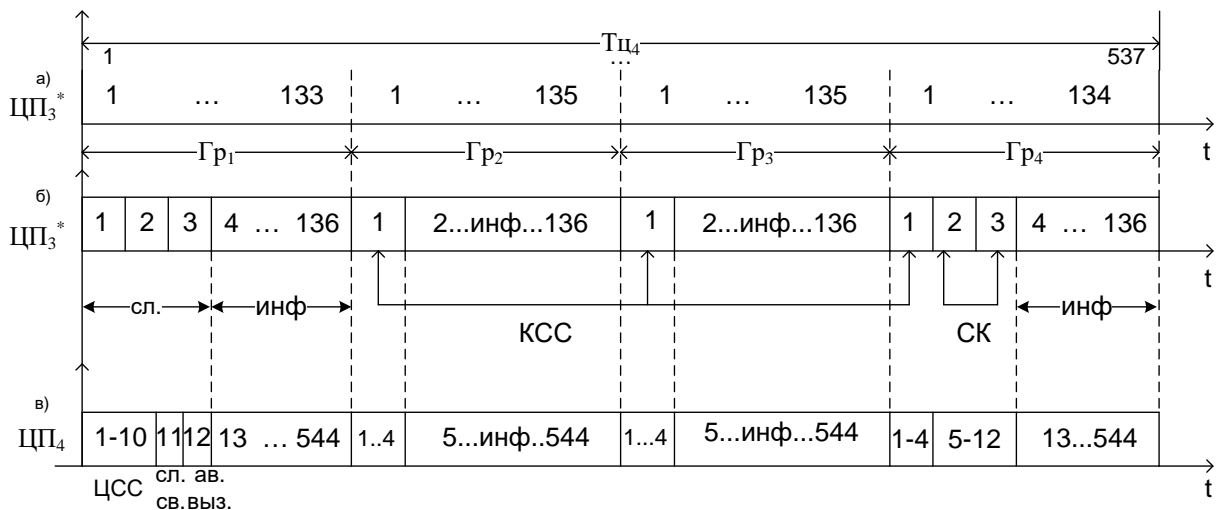 Тц₄
1 ... 537
а)
ЦП₃* 1 ... 133 1 ... 135 1 ... 135 1 ... 134
Гр₁ Гр₂ Гр₃ Гр₄ t
б)
ЦП₃* 1 2 3 4 ... 136 1 2...инф...136 1 2...инф...136 1 2 3 4 ... 136
t
сл. инф КСС СК инф
в)
ЦП₄ 1-10 11 12 13 ... 544 1..4 5...инф..544 1...4 5...инф...544 1-4 5-12 13...544
ЦСС сл. ав. t
св. выз.